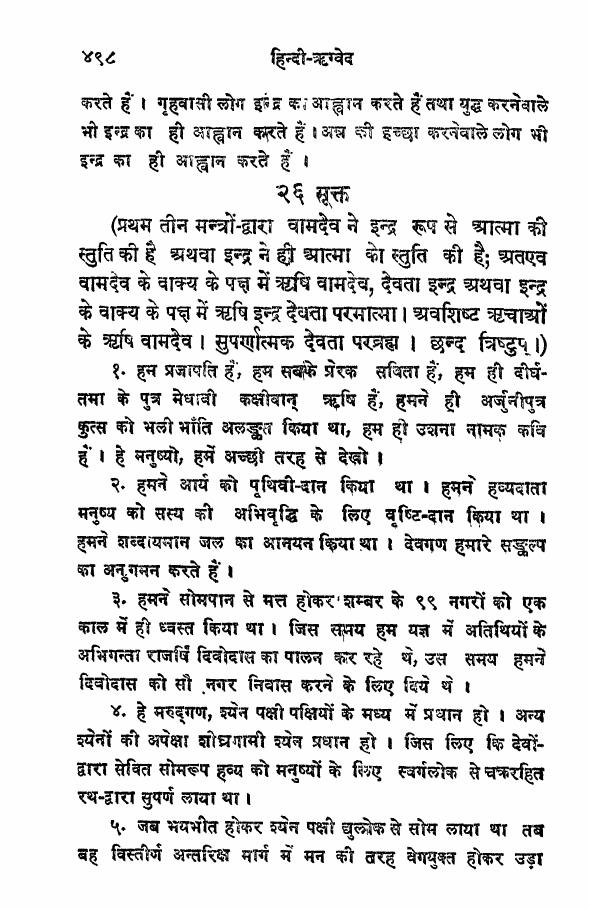 ४९८ हिन्दी-ऋग्वेद
करते हैं । गृहवासी लोग इन्द्र का आह्वान करते हैं तथा युद्ध करनेवाले
भी इन्द्र का ही आह्वान करते हैं । अन्न की इच्छा करनेवाले लोग भी
इन्द्र का ही आह्वान करते हैं ।
२६ सूक्त
(प्रथम तीन मन्त्रों-द्वारा वामदेव ने इन्द्र रूप से आत्मा की
स्तुति की है अथवा इन्द्र ने ही आत्मा की स्तुति की है; अतएव
वामदेव के वाक्य के पक्ष में ऋषि वामदेव, देवता इन्द्र अथवा इन्द्र
के वाक्य के पक्ष में ऋषि इन्द्र देवता परमात्मा । अवशिष्ट ऋचाओं
के ऋषि वामदेव । सुपर्णात्मक देवता परब्रह्म । छन्द त्रिष्टुप् ।)
१. हम प्रजापति हैं, हम सबके प्रेरक सविता हैं, हम ही दीर्घ-
तमा के पुत्र मेधावी कक्षीवान् ऋषि हैं, हमने ही अर्जुनीपुत्र
कुत्स को भली भाँति अलङ्कृत किया था, हम ही उशना नामक कवि
हैं । हे मनुष्यो, हमें अच्छी तरह से देखो ।
२. हमने आर्य को पृथिवी-दान किया था । हमने हव्यदाता
मनुष्य को सस्य की अभिवृद्धि के लिए वृष्टि-दान किया था ।
हमने शब्दायमान जल का आनयन किया था । देवगण हमारे सङ्कल्प
का अनुगमन करते हैं ।
३. हमने सोमपान से मत्त होकर शम्बर के ९९ नगरों को एक
काल में ही ध्वस्त किया था । जिस समय हम यज्ञ में अतिथियों के
अभिगन्ता राजर्षि दिवोदास का पालन कर रहे थे, उस समय हमने
दिवोदास को सौ नगर निवास करने के लिए दिये थे ।
४. हे मरुद्गण, श्येन पक्षी पक्षियों के मध्य में प्रधान हो । अन्य
श्येनों की अपेक्षा शीघ्रगामी श्येन प्रधान हो । जिस लिए कि देवों-
द्वारा सेवित सोमरूप हव्य को मनुष्यों के लिए स्वर्गलोक से चक्ररहित
रथ-द्वारा सुपर्ण लाया था ।
५. जब भयभीत होकर श्येन पक्षी द्युलोक से सोम लाया था तब
वह विस्तीर्ण अन्तरिक्ष मार्ग में मन की तरह वेगयुक्त होकर उड़ा